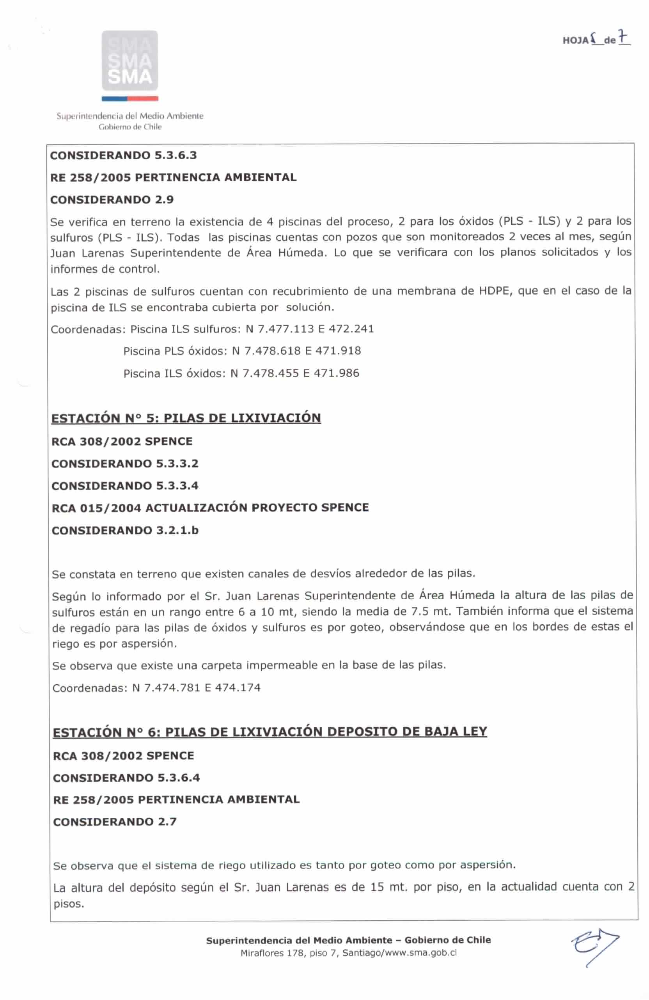 SMA
SMA
SMA
HOJA 5 de 7
Superintendencia del Medio Ambiente
Gobierno de Chile
CONSIDERANDO 5.3.6.3
RE 258/2005 PERTINENCIA AMBIENTAL
CONSIDERANDO 2.9
Se verifica en terreno la existencia de 4 piscinas del proceso, 2 para los óxidos (PLS - ILS) y 2 para los
sulfuros (PLS - ILS). Todas las piscinas cuentas con pozos que son monitoreados 2 veces al mes, según
Juan Larenas Superintendente de Área Húmeda. Lo que se verificara con los planos solicitados y los
informes de control.
Las 2 piscinas de sulfuros cuentan con recubrimiento de una membrana de HDPE, que en el caso de la
piscina de ILS se encontraba cubierta por solución.
Coordenadas: Piscina ILS sulfuros: N 7.477.113 E 472.241
Piscina PLS óxidos: N 7.478.618 E 471.918
Piscina ILS óxidos: N 7.478.455 E 471.986
ESTACIÓN N° 5: PILAS DE LIXIVIACIÓN
RCA 308/2002 SPENCE
CONSIDERANDO 5.3.3.2
CONSIDERANDO 5.3.3.4
RCA 015/2004 ACTUALIZACIÓN PROYECTO SPENCE
CONSIDERANDO 3.2.1.b
Se constata en terreno que existen canales de desvíos alrededor de las pilas.
Según lo informado por el Sr. Juan Larenas Superintendente de Área Húmeda la altura de las pilas de
sulfuros están en un rango entre 6 a 10 mt, siendo la media de 7.5 mt. También informa que el sistema
de regadío para las pilas de óxidos y sulfuros es por goteo, observándose que en los bordes de estas el
riego es por aspersión.
Se observa que existe una carpeta impermeable en la base de las pilas.
Coordenadas: N 7.474.781 E 474.174
ESTACIÓN N° 6: PILAS DE LIXIVIACIÓN DEPOSITO DE BAJA LEY
RCA 308/2002 SPENCE
CONSIDERANDO 5.3.6.4
RE 258/2005 PERTINENCIA AMBIENTAL
CONSIDERANDO 2.7
Se observa que el sistema de riego utilizado es tanto por goteo como por aspersión.
La altura del depósito según el Sr. Juan Larenas es de 15 mt. por piso, en la actualidad cuenta con 2
pisos.
Superintendencia del Medio Ambiente – Gobierno de Chile
Miraflores 178, piso 7, Santiago/www.sma.gob.cl